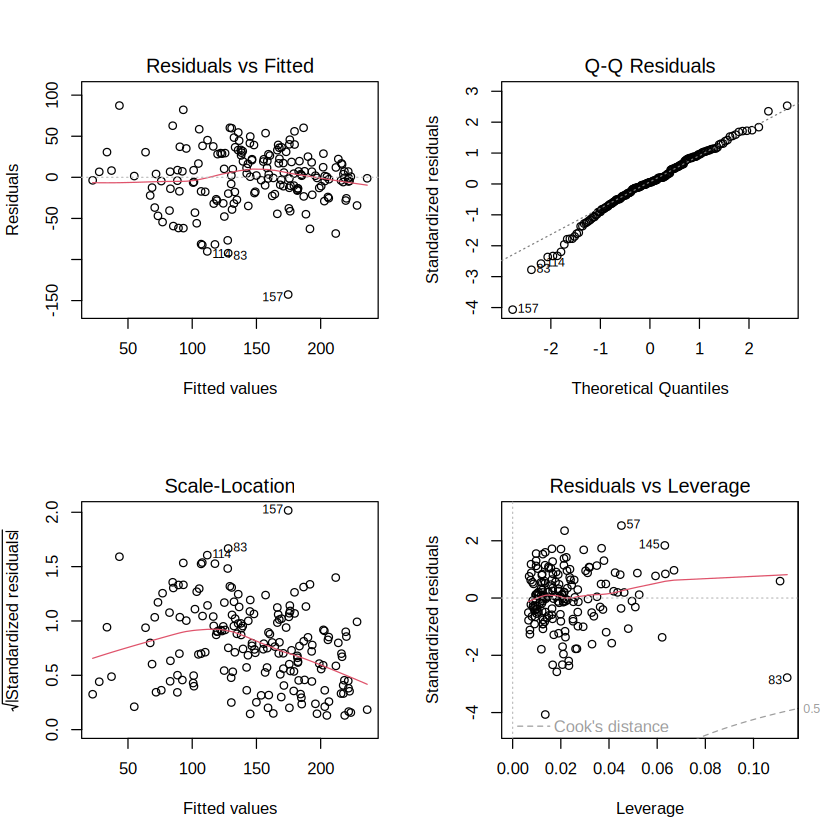 Residuals vs Fitted
Residuals
100
50
0
-50
-150
114
83
157
50 100 150 200
Fitted values
Q-Q Residuals
Standardized residuals
3
2
1
0
-1
-2
-3
-4
114
83
157
-2 -1 0 1 2
Theoretical Quantiles
Scale-Location
√|Standardized residuals|
2.0
1.5
1.0
0.5
0.0
157
83
114
50 100 150 200
Fitted values
Residuals vs Leverage
Standardized residuals
2
0
-2
-4
57
145
83
0.5
Cook's distance
0.00 0.02 0.04 0.06 0.08 0.10
Leverage